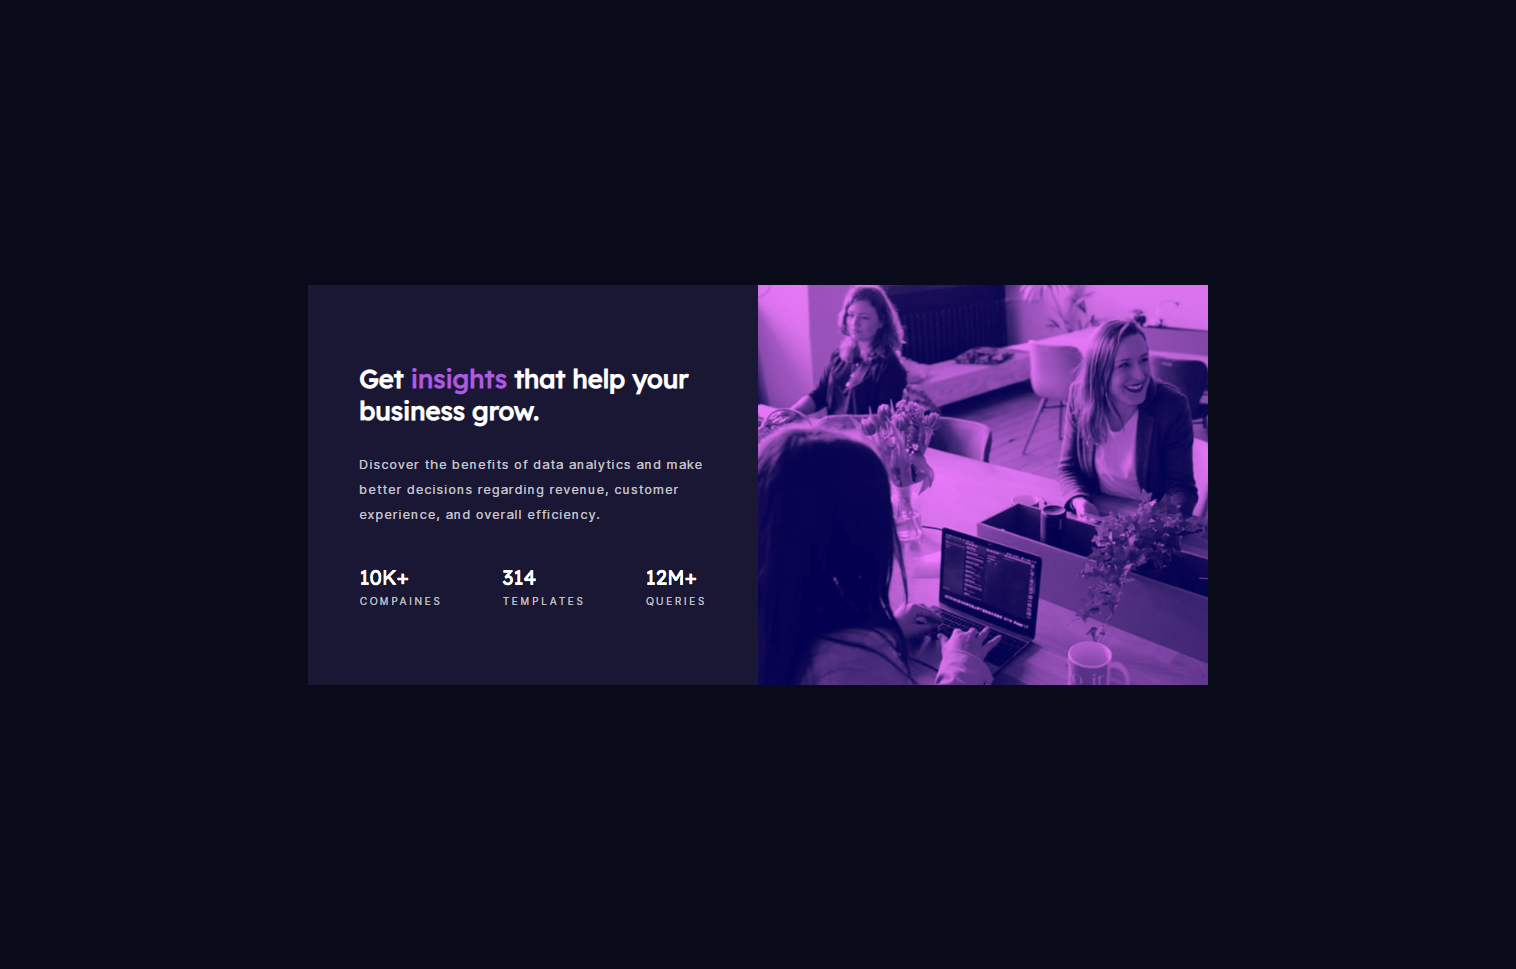 Get insights that help your
business grow.
Discover the benefits of data analytics and make
better decisions regarding revenue, customer
experience, and overall efficiency.
10K+ 314 12M+
COMPAINES TEMPLATES QUERIES